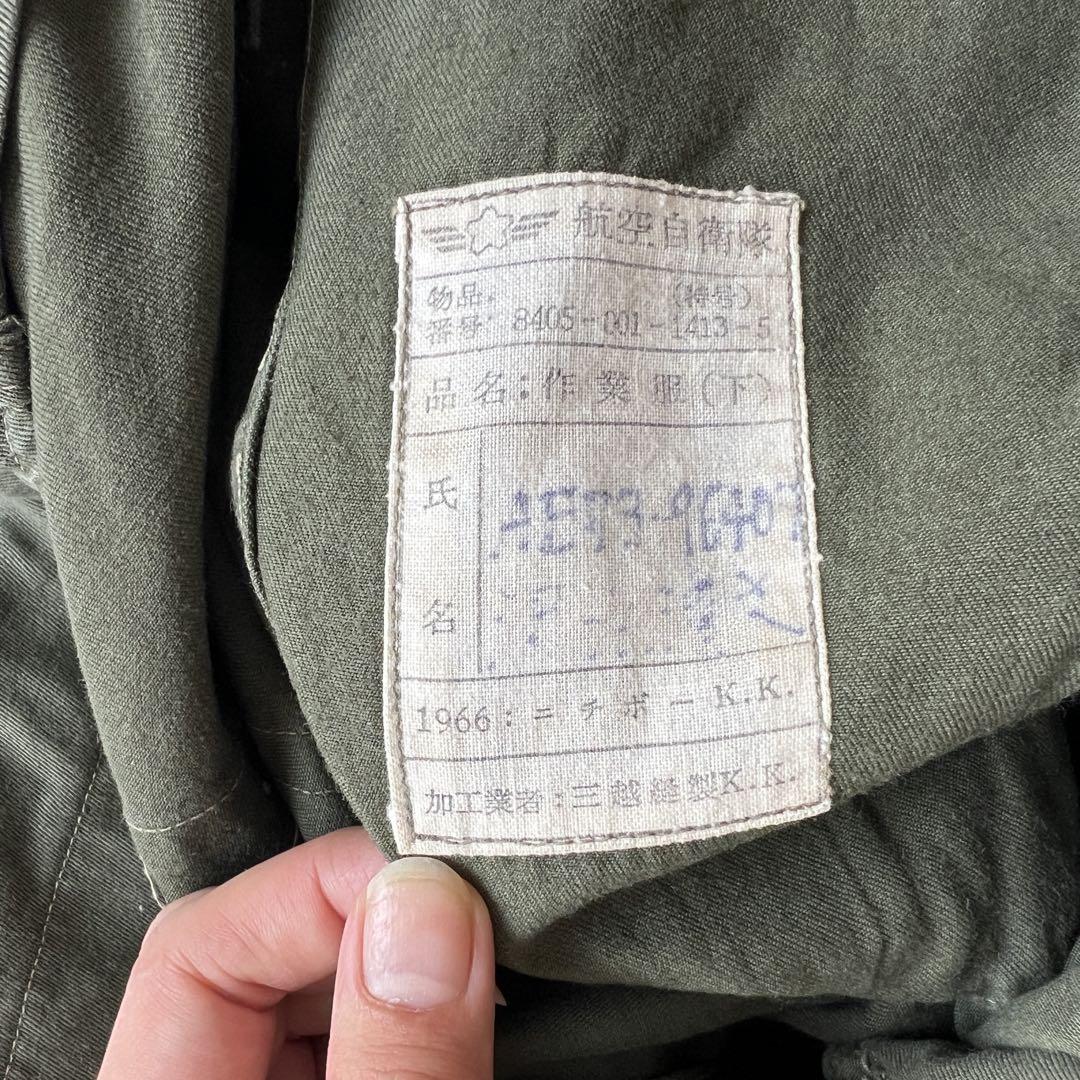 航空自衛隊
物品 (符号)
番号: 8405-001-1413-5
品名:作業服(下)
氏名
1966:ニチボーK.K.
加工業者:三越縫製K.K.